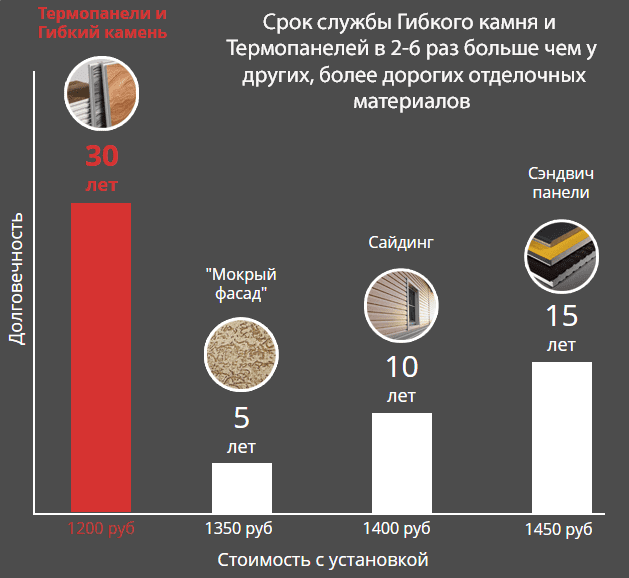 Термопанели и
Гибкий камень
Срок службы Гибкого камня и
Термопанелей в 2-6 раз больше чем у
других, более дорогих отделочных
материалов
Долговечность
30
лет
"Мокрый
фасад"
5
лет
Сайдинг
10
лет
Сэндвич
панели
15
лет
1200 руб
1350 руб
1400 руб
1450 руб
Стоимость с установкой